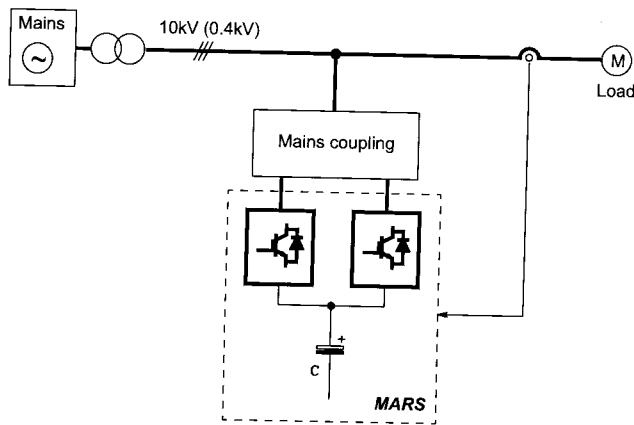 Mains
~
10kV (0.4kV)
M
Load
Mains coupling
+
C
MARS